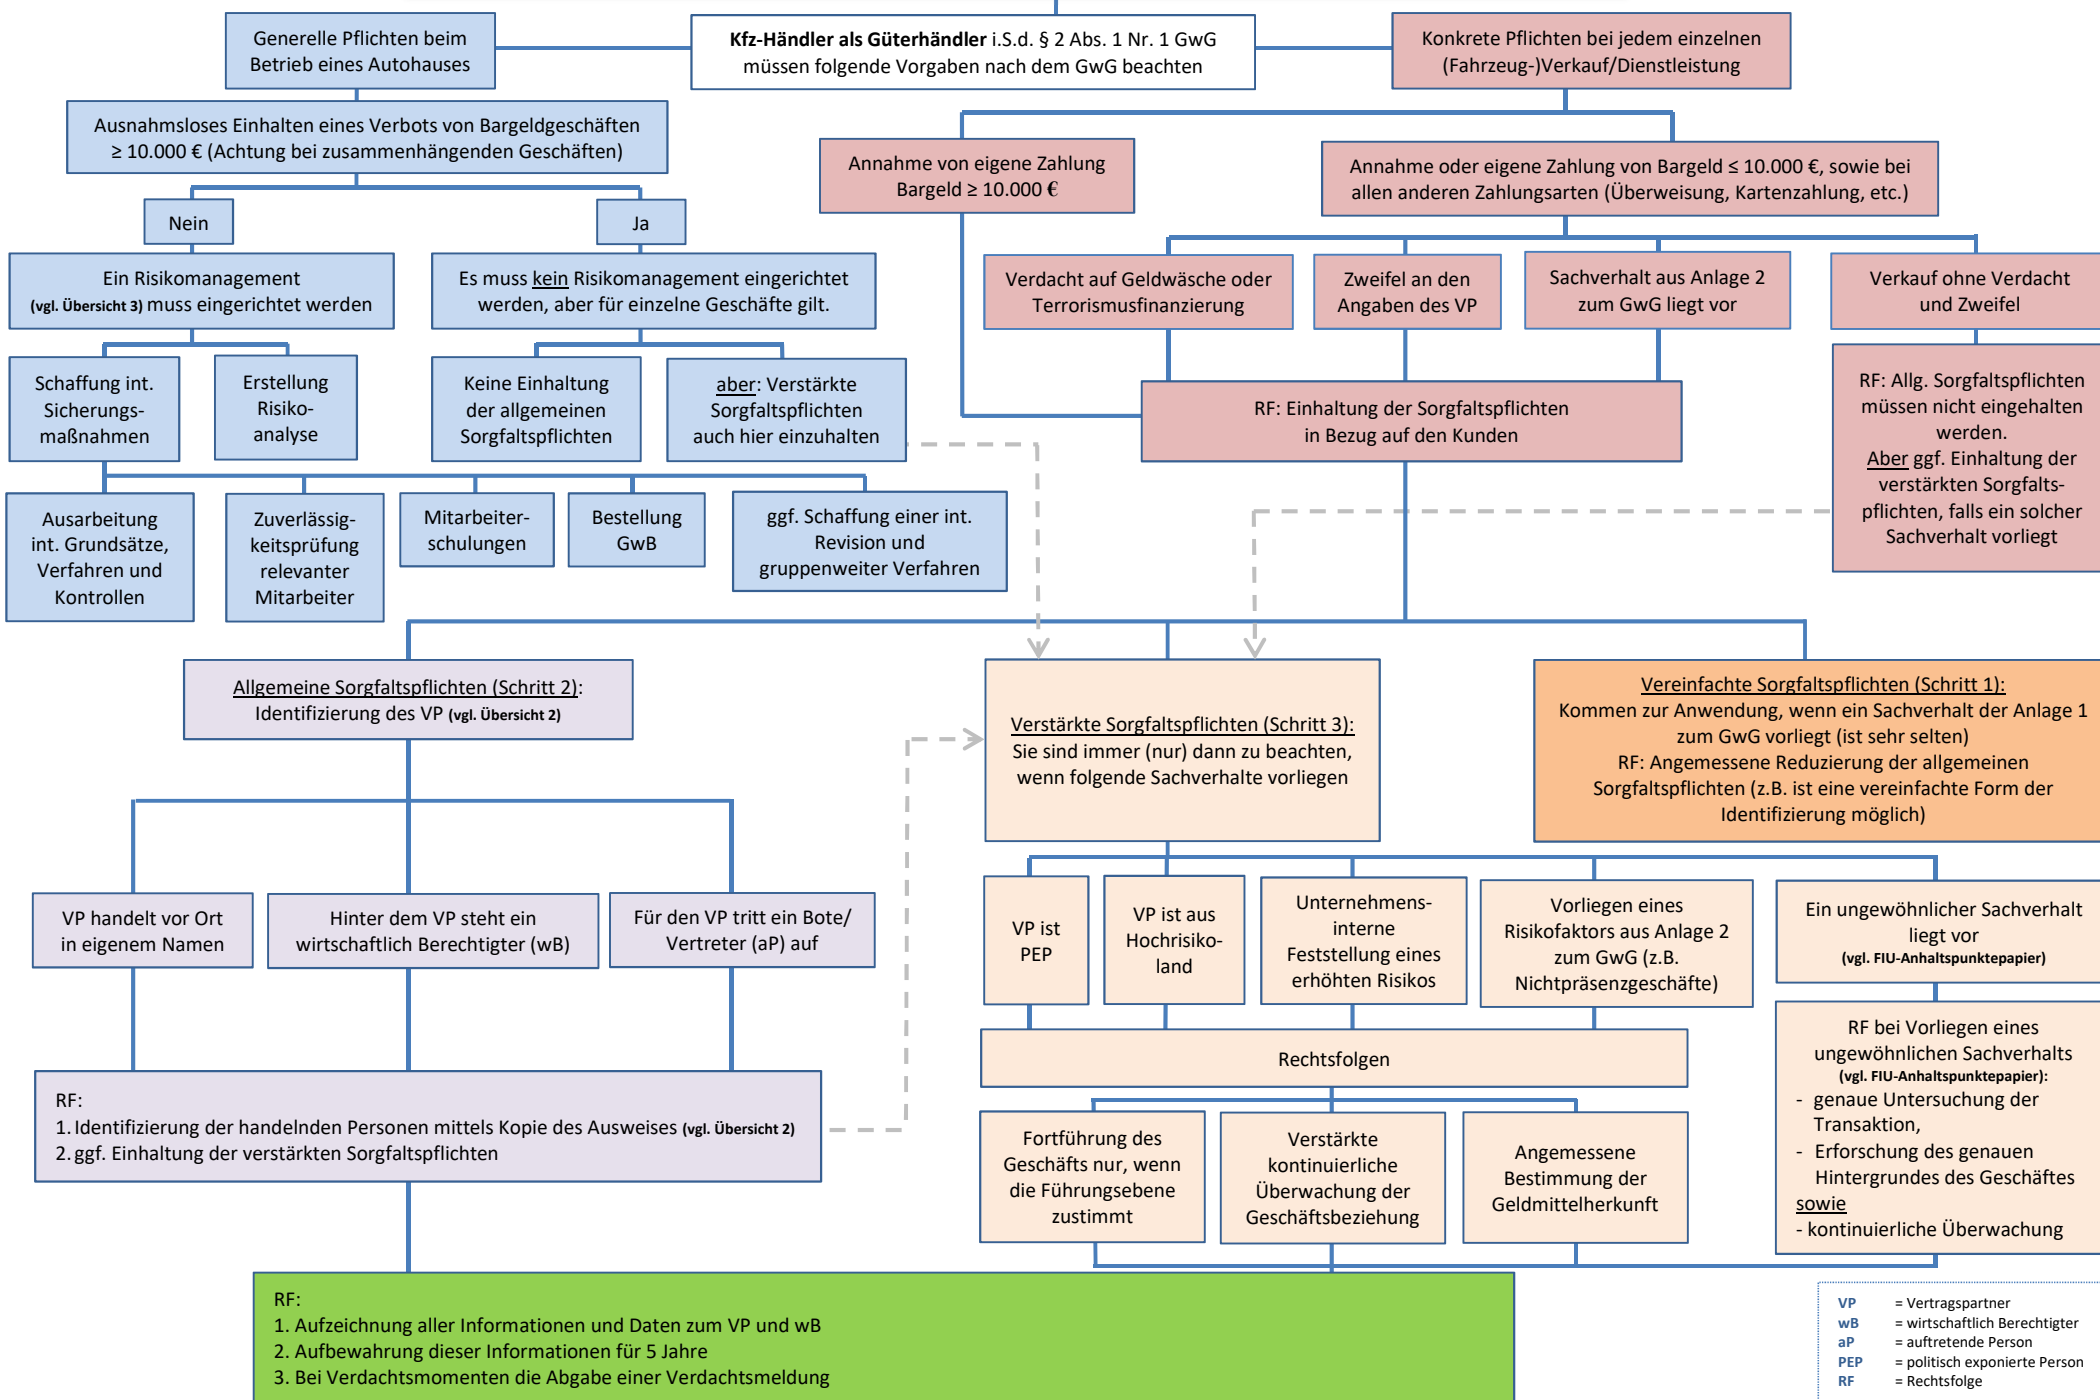 Generelle Pflichten beim
Betrieb eines Autohauses
Kfz-Händler als Güterhändler i.S.d. § 2 Abs. 1 Nr. 1 GwG
müssen folgende Vorgaben nach dem GwG beachten
Konkrete Pflichten bei jedem einzelnen
(Fahrzeug-)Verkauf/Dienstleistung
Ausnahmsloses Einhalten eines Verbots von Bargeldgeschäften
≥ 10.000 € (Achtung bei zusammenhängenden Geschäften)
Annahme von eigene Zahlung
Bargeld ≥ 10.000 €
Annahme oder eigene Zahlung von Bargeld ≤ 10.000 €, sowie bei
allen anderen Zahlungsarten (Überweisung, Kartenzahlung, etc.)
Nein
Ja
Ein Risikomanagement
(vgl. Übersicht 3) muss eingerichtet werden
Es muss kein Risikomanagement eingerichtet
werden, aber für einzelne Geschäfte gilt.
Verdacht auf Geldwäsche oder
Terrorismusfinanzierung
Zweifel an den
Angaben des VP
Sachverhalt aus Anlage 2
zum GwG liegt vor
Verkauf ohne Verdacht
und Zweifel
Schaffung int.
Sicherungs-
maßnahmen
Erstellung
Risiko-
analyse
Keine Einhaltung
der allgemeinen
Sorgfaltspflichten
aber: Verstärkte
Sorgfaltspflichten
auch hier einzuhalten
RF: Einhaltung der Sorgfaltspflichten
in Bezug auf den Kunden
RF: Allg. Sorgfaltspflichten
müssen nicht eingehalten
werden.
Aber ggf. Einhaltung der
verstärkten Sorgfalts-
pflichten, falls ein solcher
Sachverhalt vorliegt
Ausarbeitung
int. Grundsätze,
Verfahren und
Kontrollen
Zuverlässig-
keitsprüfung
relevanter
Mitarbeiter
Mitarbeiter-
schulungen
Bestellung
GwB
ggf. Schaffung einer int.
Revision und
gruppenweiter Verfahren
Allgemeine Sorgfaltspflichten (Schritt 2):
Identifizierung des VP (vgl. Übersicht 2)
Verstärkte Sorgfaltspflichten (Schritt 3):
Sie sind immer (nur) dann zu beachten,
wenn folgende Sachverhalte vorliegen
Vereinfachte Sorgfaltspflichten (Schritt 1):
Kommen zur Anwendung, wenn ein Sachverhalt der Anlage 1
zum GwG vorliegt (ist sehr selten)
RF: Angemessene Reduzierung der allgemeinen
Sorgfaltspflichten (z.B. ist eine vereinfachte Form der
Identifizierung möglich)
VP handelt vor Ort
in eigenem Namen
Hinter dem VP steht ein
wirtschaftlich Berechtigter (wB)
Für den VP tritt ein Bote/
Vertreter (aP) auf
VP ist
PEP
VP ist aus
Hochrisiko-
land
Unternehmens-
interne
Feststellung eines
erhöhten Risikos
Vorliegen eines
Risikofaktors aus Anlage 2
zum GwG (z.B.
Nichtpräsenzgeschäfte)
Ein ungewöhnlicher Sachverhalt
liegt vor
(vgl. FIU-Anhaltspunktepapier)
RF:
1. Identifizierung der handelnden Personen mittels Kopie des Ausweises (vgl. Übersicht 2)
2. ggf. Einhaltung der verstärkten Sorgfaltspflichten
Rechtsfolgen
RF bei Vorliegen eines
ungewöhnlichen Sachverhalts
(vgl. FIU-Anhaltspunktepapier):
- genaue Untersuchung der
Transaktion,
- Erforschung des genauen
Hintergrundes des Geschäftes
sowie
- kontinuierliche Überwachung
Fortführung des
Geschäfts nur, wenn
die Führungsebene
zustimmt
Verstärkte
kontinuierliche
Überwachung der
Geschäftsbeziehung
Angemessene
Bestimmung der
Geldmittelherkunft
RF:
1. Aufzeichnung aller Informationen und Daten zum VP und wB
2. Aufbewahrung dieser Informationen für 5 Jahre
3. Bei Verdachtsmomenten die Abgabe einer Verdachtsmeldung
VP = Vertragspartner
wB = wirtschaftlich Berechtigter
aP = auftretende Person
PEP = politisch exponierte Person
RF = Rechtsfolge